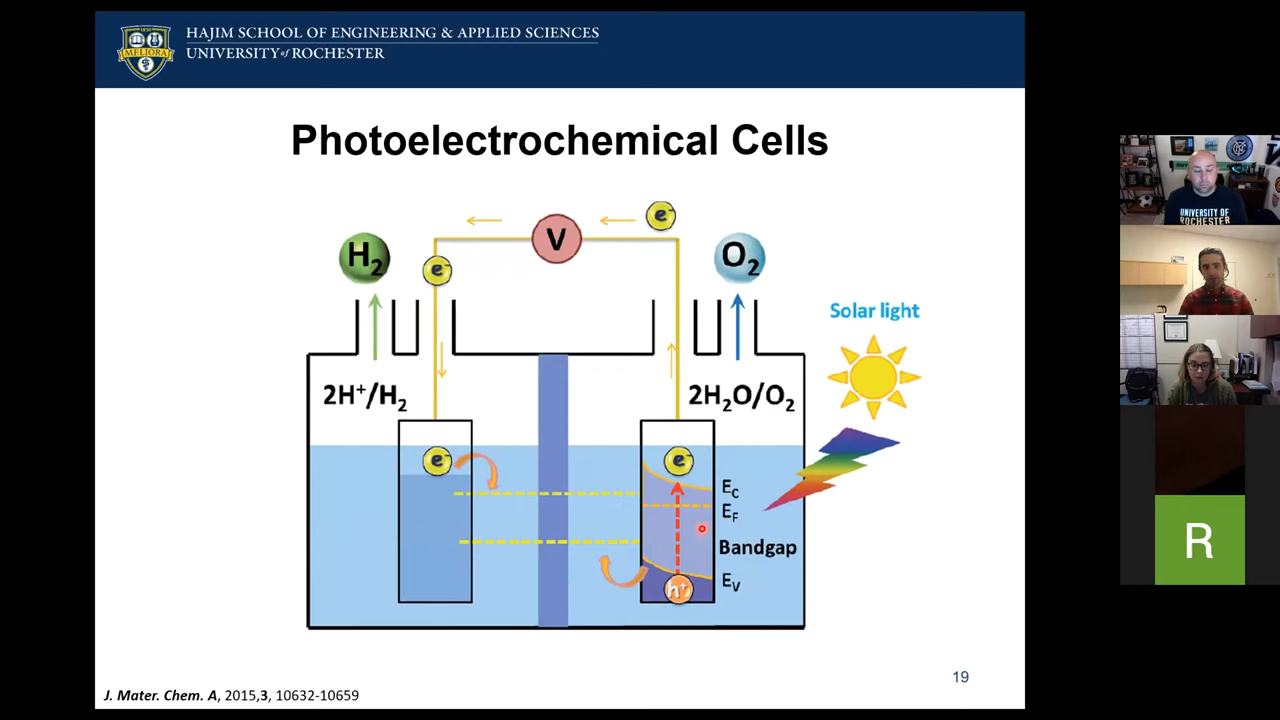 HAJIM SCHOOL OF ENGINEERING & APPLIED SCIENCES
UNIVERSITY of ROCHESTER
MELIORA
Photoelectrochemical Cells
e⁻
V
H₂
O₂
e⁻
Solar light
2H⁺/H₂
2H₂O/O₂
e⁻
e⁻
E_C
E_F
Bandgap
E_V
h⁺
19
J. Mater. Chem. A, 2015,3, 10632-10659
UNIVERSITY OF
ROCHESTER
R